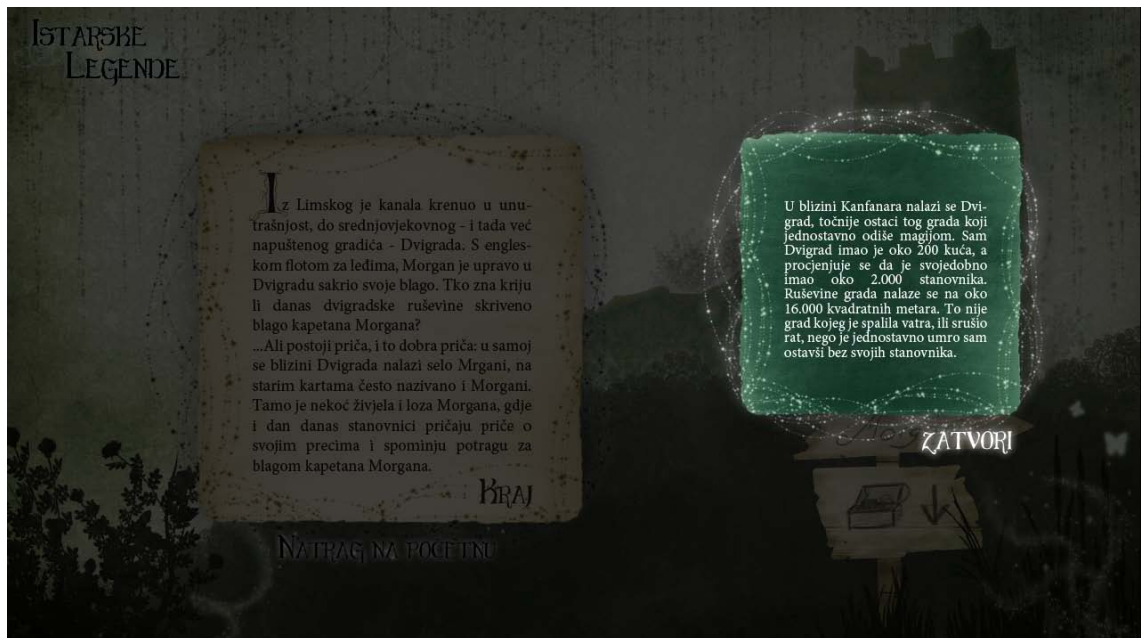 Istarske
Legende
Iz Limskog je kanala krenuo u unu-
trašnjost, do srednjovjekovnog - i tada već
napuštenog gradića - Dvigrada. S engles-
kom flotom za leđima, Morgan je upravo u
Dvigradu sakrio svoje blago. Tko zna kriju
li danas dvigradske ruševine skriveno
blago kapetana Morgana?
...Ali postoji priča, i to dobra priča: u samoj
se blizini Dvigrada nalazi selo Mrgani, na
starim kartama često nazivano i Morgani.
Tamo je nekoć živjela i loza Morgana, gdje
i dan danas stanovnici pričaju priče o
svojim precima i spominju potragu za
blagom kapetana Morgana.
Kraj
Natrag na početnu
U blizini Kanfanara nalazi se Dvi-
grad, točnije ostaci tog grada koji
jednostavno odiše magijom. Sam
Dvigrad imao je oko 200 kuća, a
procjenjuje se da je svojedobno
imao oko 2.000 stanovnika.
Ruševine grada nalaze se na oko
16.000 kvadratnih metara. To nije
grad kojeg je spalila vatra, ili srušio
rat, nego je jednostavno umro sam
ostavši bez svojih stanovnika.
zatvori